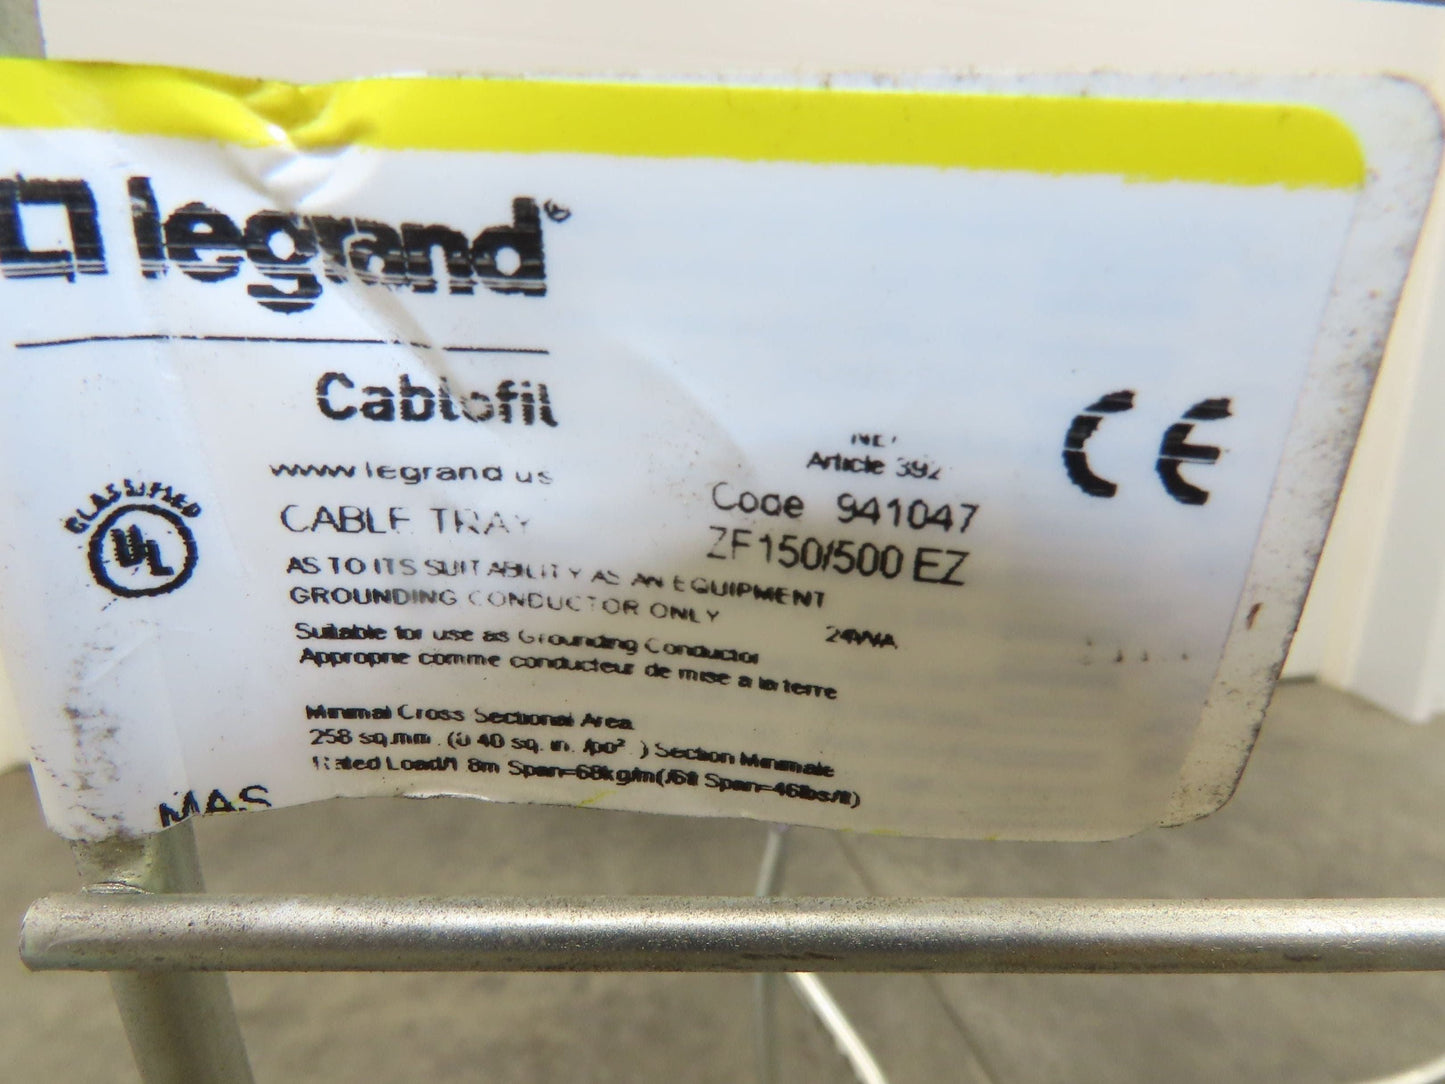 legrand®
Cablofil
www.legrand.us
NEC
Article 392
CE
CLASSIFIED
UL
CABLE TRAY
Code 941047
ZF150/500 EZ
AS TO ITS SUITABILITY AS AN EQUIPMENT
GROUNDING CONDUCTOR ONLY
Suitable for use as Grounding Conductor
Approprie comme conducteur de mise a la terre
Minimal Cross Sectional Area
258 sq.mm. (0.40 sq. in. /po² ) Section Minimale
Rated Load/1.8m Span=68kg/m(/6ft Span=46lbs/ft)
MAS